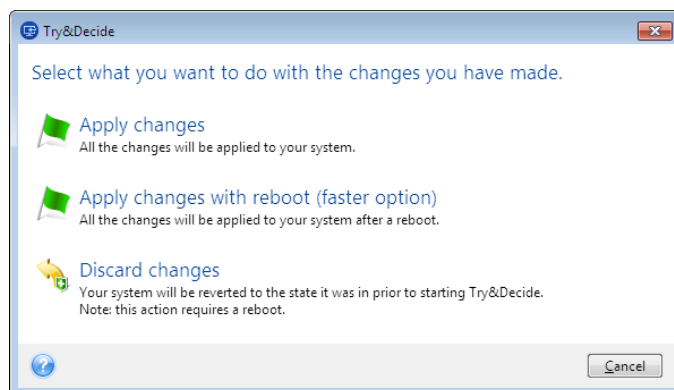 Try&Decide
Select what you want to do with the changes you have made.
Apply changes
All the changes will be applied to your system.
Apply changes with reboot (faster option)
All the changes will be applied to your system after a reboot.
Discard changes
Your system will be reverted to the state it was in prior to starting Try&Decide.
Note: this action requires a reboot.
?
Cancel